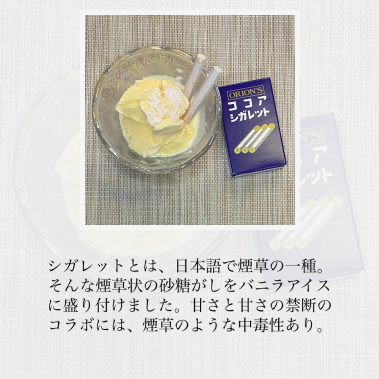 ORION'S
ココア
シガレット
シガレットとは、日本語で煙草の一種。
そんな煙草状の砂糖がしをバニラアイス
に盛り付けました。甘さと甘さの禁断の
コラボには、煙草のような中毒性あり。